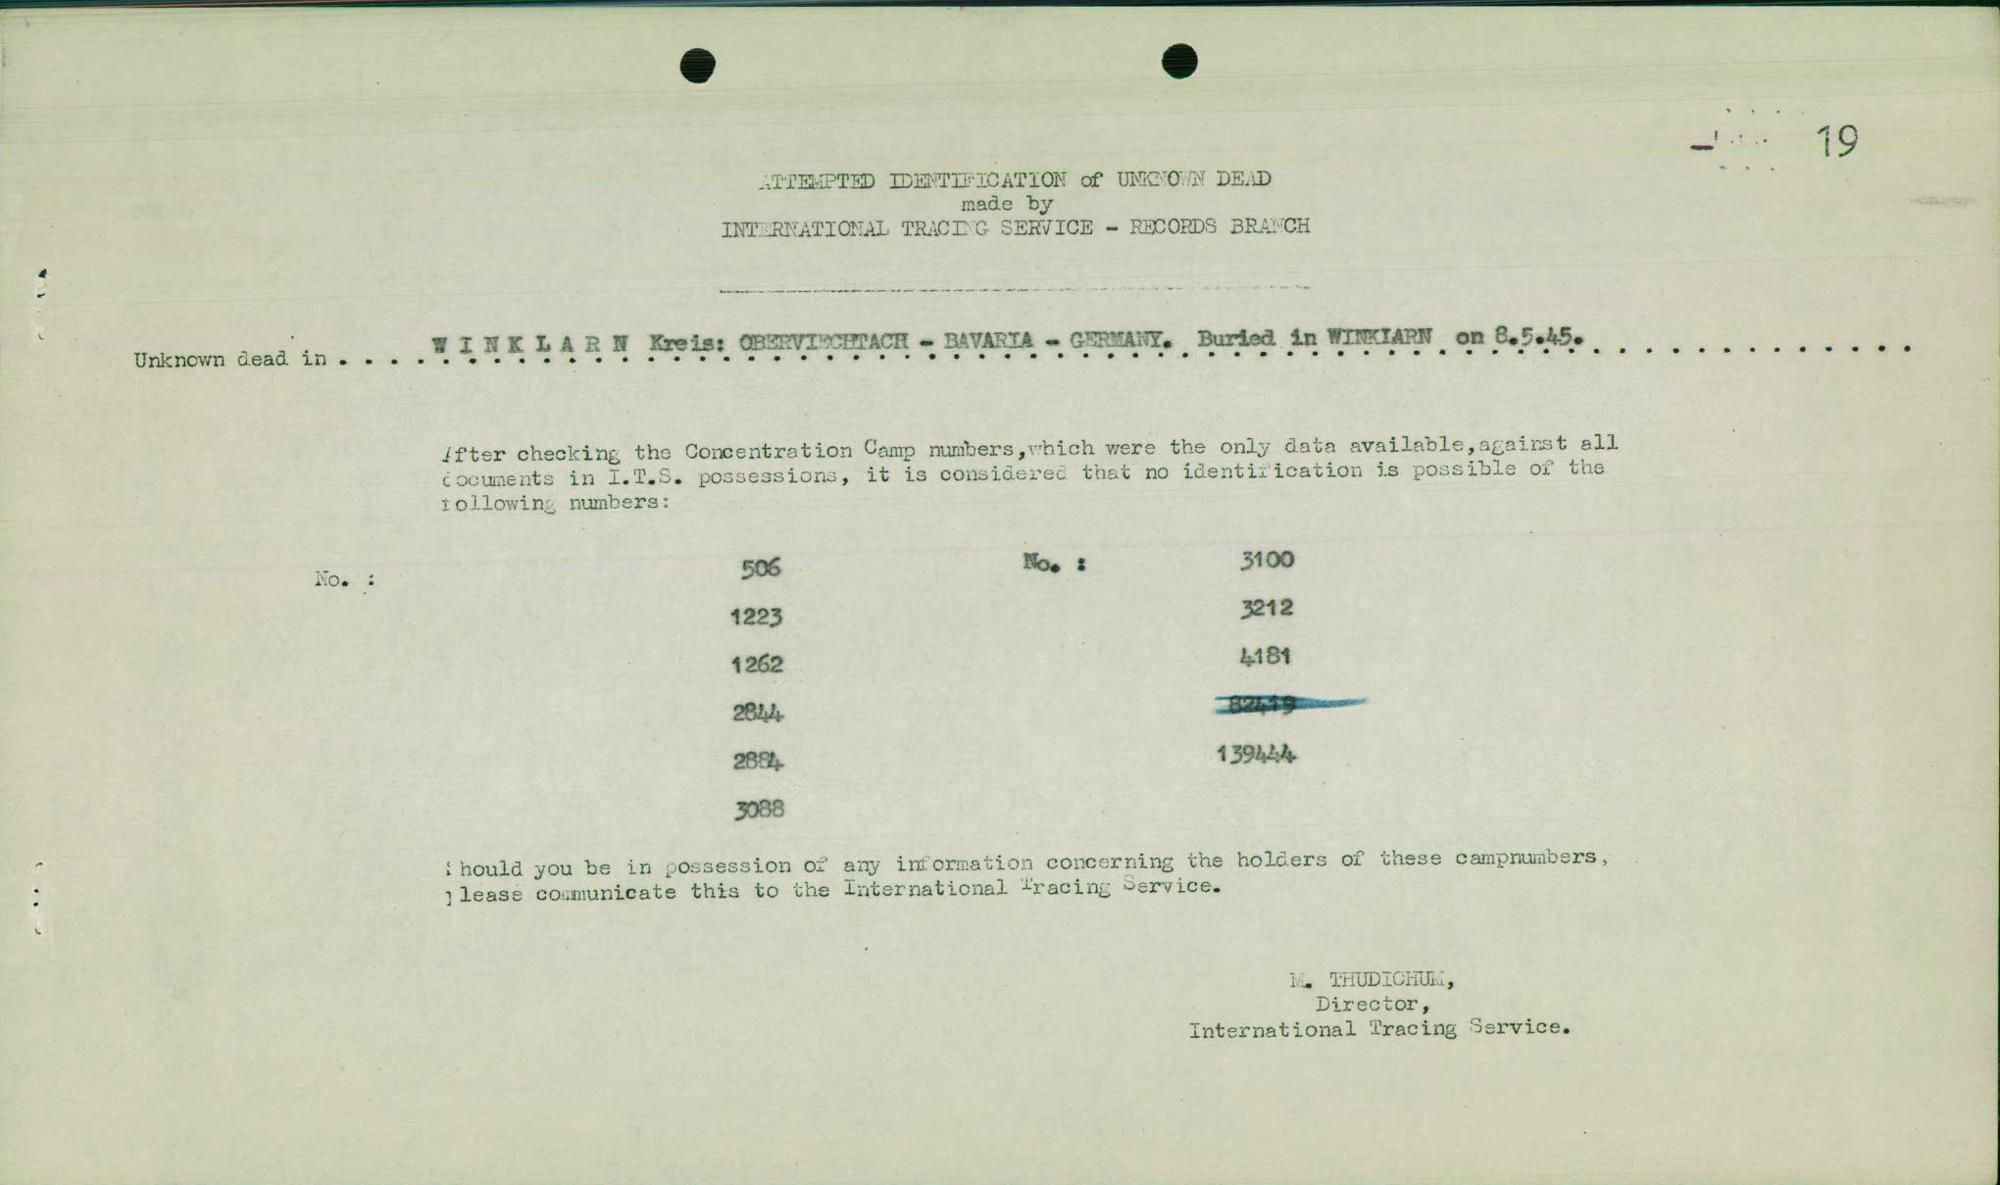 19
ATTEMPTED IDENTIFICATION of UNKNOWN DEAD
made by
INTERNATIONAL TRACING SERVICE - RECORDS BRANCH
Unknown dead in . . . . W I N K L A R N Kreis: OBERVIECHTACH - BAVARIA - GERMANY. Buried in WINKLARN on 8.5.45.
After checking the Concentration Camp numbers,which were the only data available,against all
documents in I.T.S. possessions, it is considered that no identification is possible of the
following numbers:
No. : 506 No. : 3100
1223 3212
1262 4181
2844 82419
2884 139444
3088
Should you be in possession of any information concerning the holders of these campnumbers,
please communicate this to the International Tracing Service.
M. THUDICHUM,
Director,
International Tracing Service.